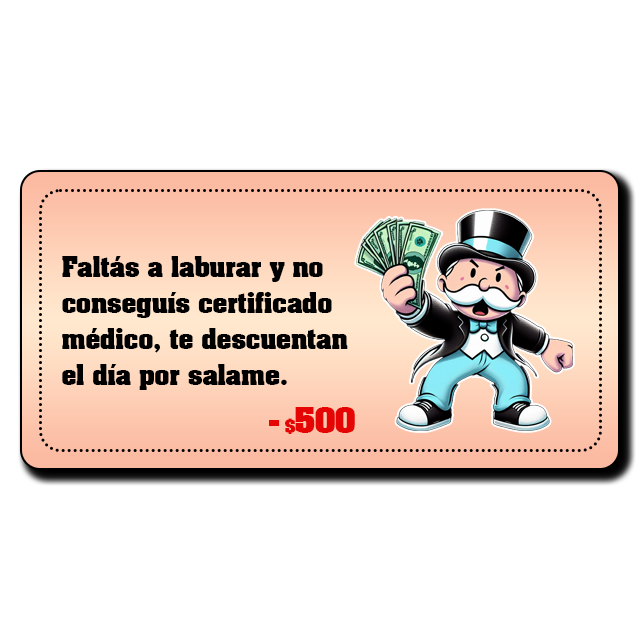 Faltás a laburar y no
conseguís certificado
médico, te descuentan
el día por salame.
- $500